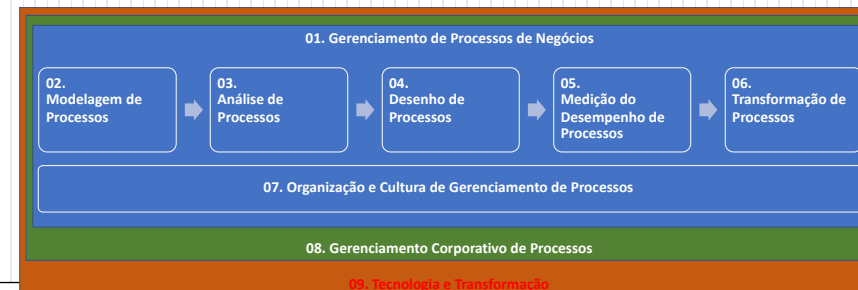 01. Gerenciamento de Processos de Negócios
02.
Modelagem de
Processos
03.
Análise de
Processos
04.
Desenho de
Processos
05.
Medição do
Desempenho de
Processos
06.
Transformação de
Processos
07. Organização e Cultura de Gerenciamento de Processos
08. Gerenciamento Corporativo de Processos
09. Tecnologia e Transformação